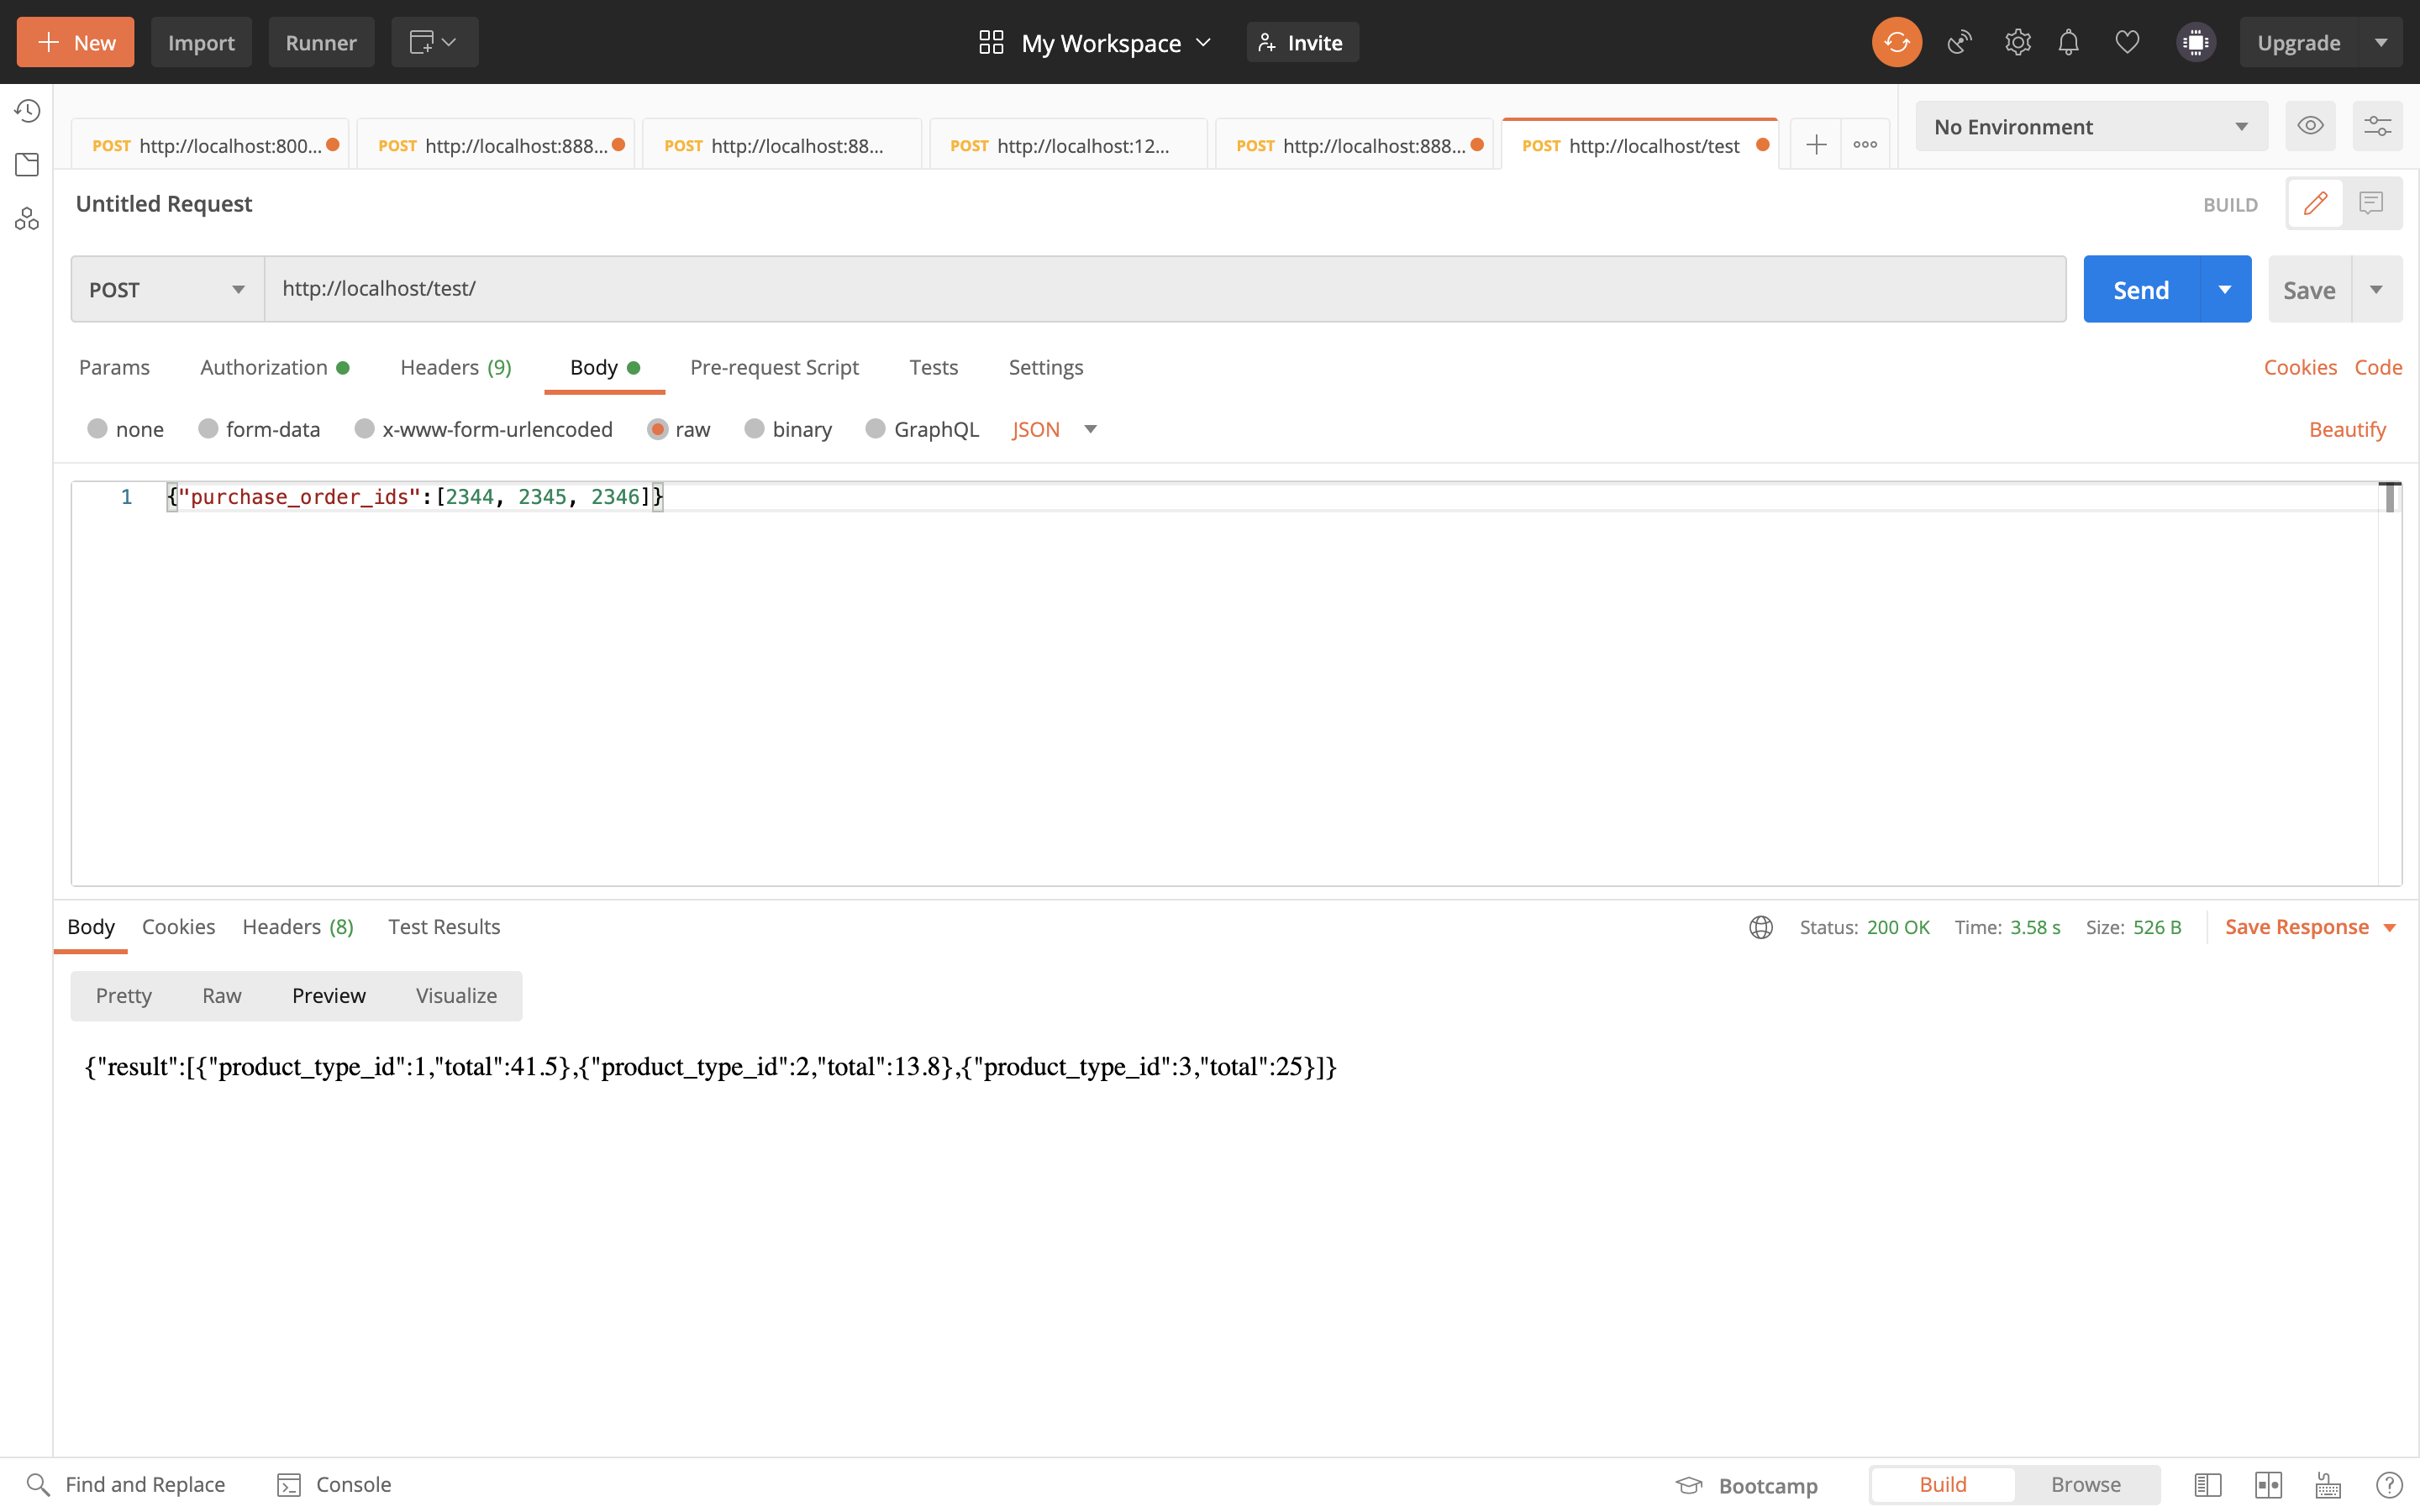 New Import Runner My Workspace Invite Upgrade
POST http://localhost:800... POST http://localhost:888... POST http://localhost:88... POST http://localhost:12... POST http://localhost:888... POST http://localhost/test No Environment
Untitled Request BUILD
POST http://localhost/test/ Send Save
Params Authorization Headers (9) Body Pre-request Script Tests Settings Cookies Code
none form-data x-www-form-urlencoded raw binary GraphQL JSON Beautify
1 {"purchase_order_ids":[2344, 2345, 2346]}
Body Cookies Headers (8) Test Results Status: 200 OK Time: 3.58 s Size: 526 B Save Response
Pretty Raw Preview Visualize
{"result":[{"product_type_id":1,"total":41.5},{"product_type_id":2,"total":13.8},{"product_type_id":3,"total":25}]}
Find and Replace Console Bootcamp Build Browse